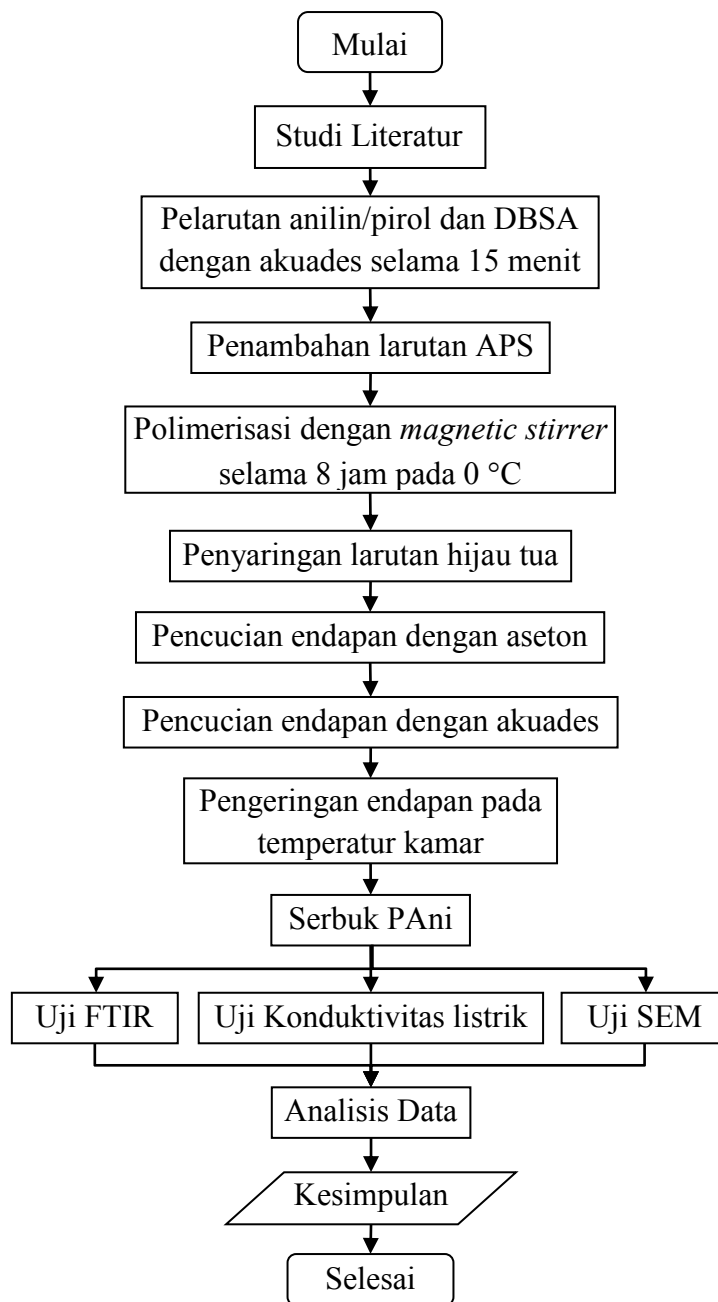 Mulai
Studi Literatur
Pelarutan anilin/pirol dan DBSA
dengan akuades selama 15 menit
Penambahan larutan APS
Polimerisasi dengan magnetic stirrer
selama 8 jam pada 0 °C
Penyaringan larutan hijau tua
Pencucian endapan dengan aseton
Pencucian endapan dengan akuades
Pengeringan endapan pada
temperatur kamar
Serbuk PAni
Uji FTIR
Uji Konduktivitas listrik
Uji SEM
Analisis Data
Kesimpulan
Selesai